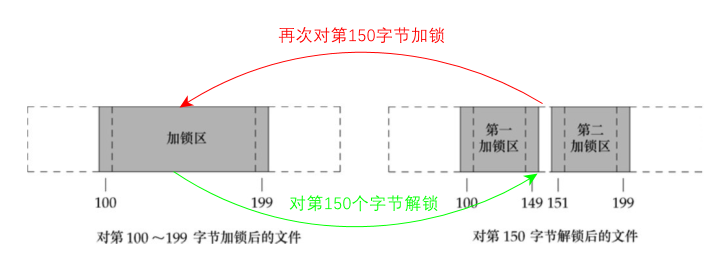 再次对第150字节加锁
加锁区
第一
加锁区
第二
加锁区
100
199
100
149
151
199
对第150个字节解锁
对第 100～199 字节加锁后的文件
对第 150 字节解锁后的文件